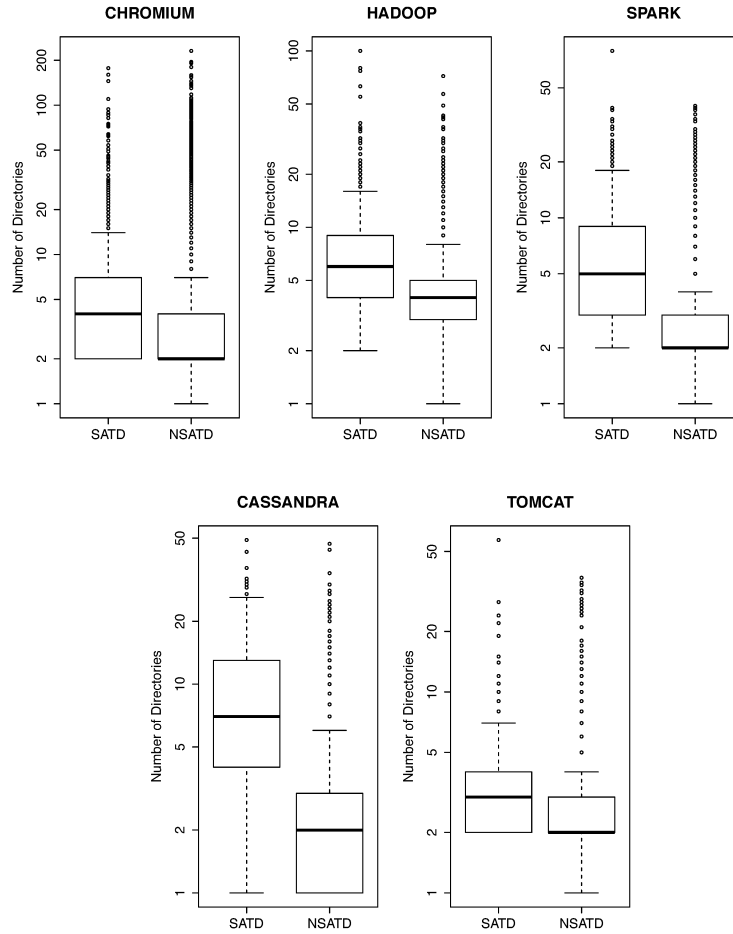 CHROMIUM
Number of Directories
200
100
50
20
10
5
2
1
SATD NSATD
HADOOP
Number of Directories
100
50
20
10
5
2
1
SATD NSATD
SPARK
Number of Directories
50
20
10
5
2
1
SATD NSATD
CASSANDRA
Number of Directories
50
20
10
5
2
1
SATD NSATD
TOMCAT
Number of Directories
50
20
10
5
2
1
SATD NSATD